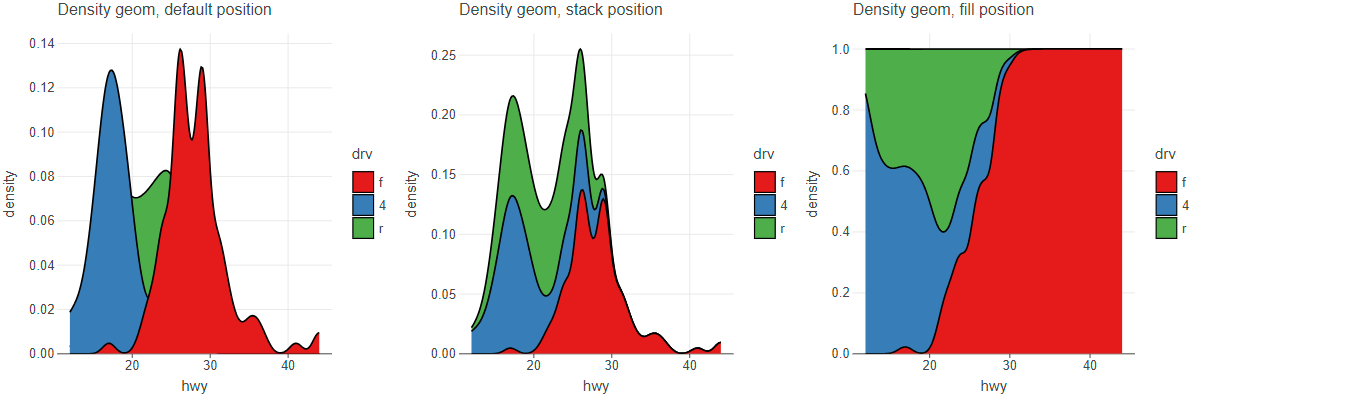 Density geom, default position
0.14
0.12
0.10
0.08
0.06
0.04
0.02
0.00
density
20
30
40
hwy
drv
f
4
r
Density geom, stack position
0.25
0.20
0.15
0.10
0.05
0.00
density
20
30
40
hwy
drv
f
4
r
Density geom, fill position
1.0
0.8
0.6
0.4
0.2
0.0
density
20
30
40
hwy
drv
f
4
r